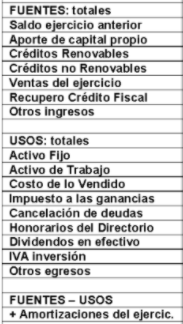 FUENTES: totales
Saldo ejercicio anterior
Aporte de capital propio
Créditos Renovables
Créditos no Renovables
Ventas del ejercicio
Recupero Crédito Fiscal
Otros ingresos
USOS: totales
Activo Fijo
Activo de Trabajo
Costo de lo Vendido
Impuesto a las ganancias
Cancelación de deudas
Honorarios del Directorio
Dividendos en efectivo
IVA inversión
Otros egresos
FUENTES – USOS
+ Amortizaciones del ejercic.